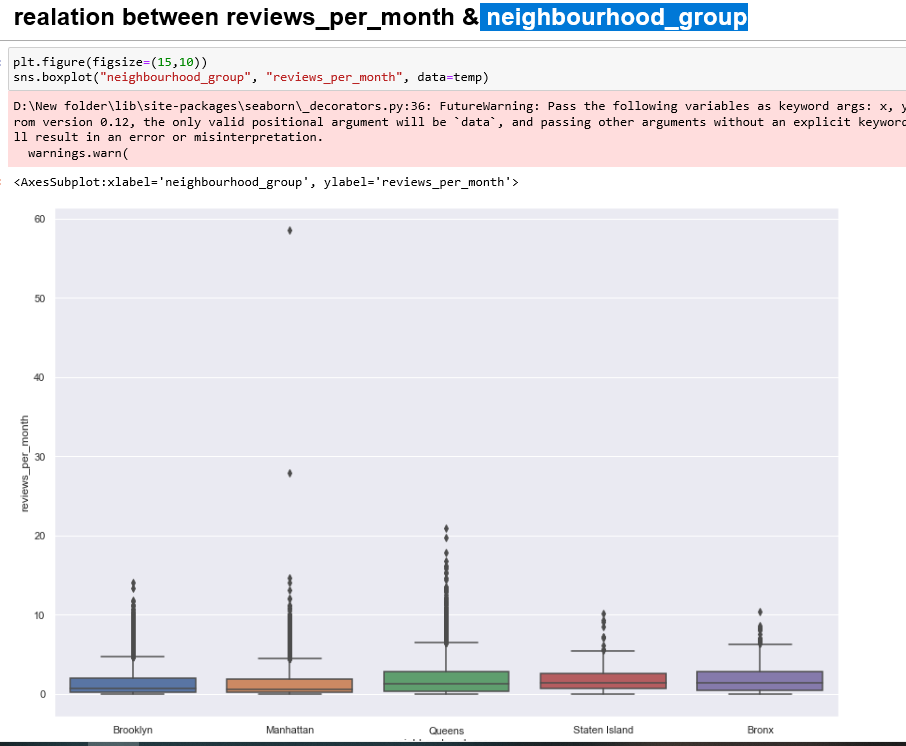 realation between reviews_per_month & neighbourhood_group
plt.figure(figsize=(15,10))
sns.boxplot("neighbourhood_group", "reviews_per_month", data=temp)
D:\New folder\lib\site-packages\seaborn\_decorators.py:36: FutureWarning: Pass the following variables as keyword args: x, y
rom version 0.12, the only valid positional argument will be `data`, and passing other arguments without an explicit keyword
ll result in an error or misinterpretation.
warnings.warn(
<AxesSubplot:xlabel='neighbourhood_group', ylabel='reviews_per_month'>
60
50
40
30
20
10
0
reviews_per_month
Brooklyn Manhattan Queens Staten Island Bronx